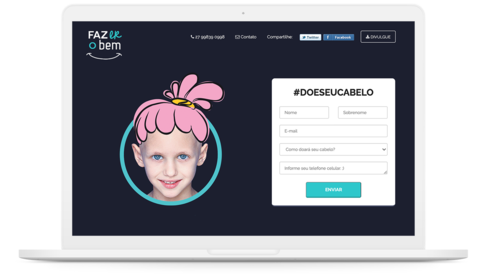 FAZER
o bem
27 99839 0998
Contato
Compartilhe:
Twitter
Facebook
DIVULGUE
#DOESEUCABELO
Nome
Sobrenome
E-mail
Como doará seu cabelo?
Informe seu telefone celular :)
ENVIAR